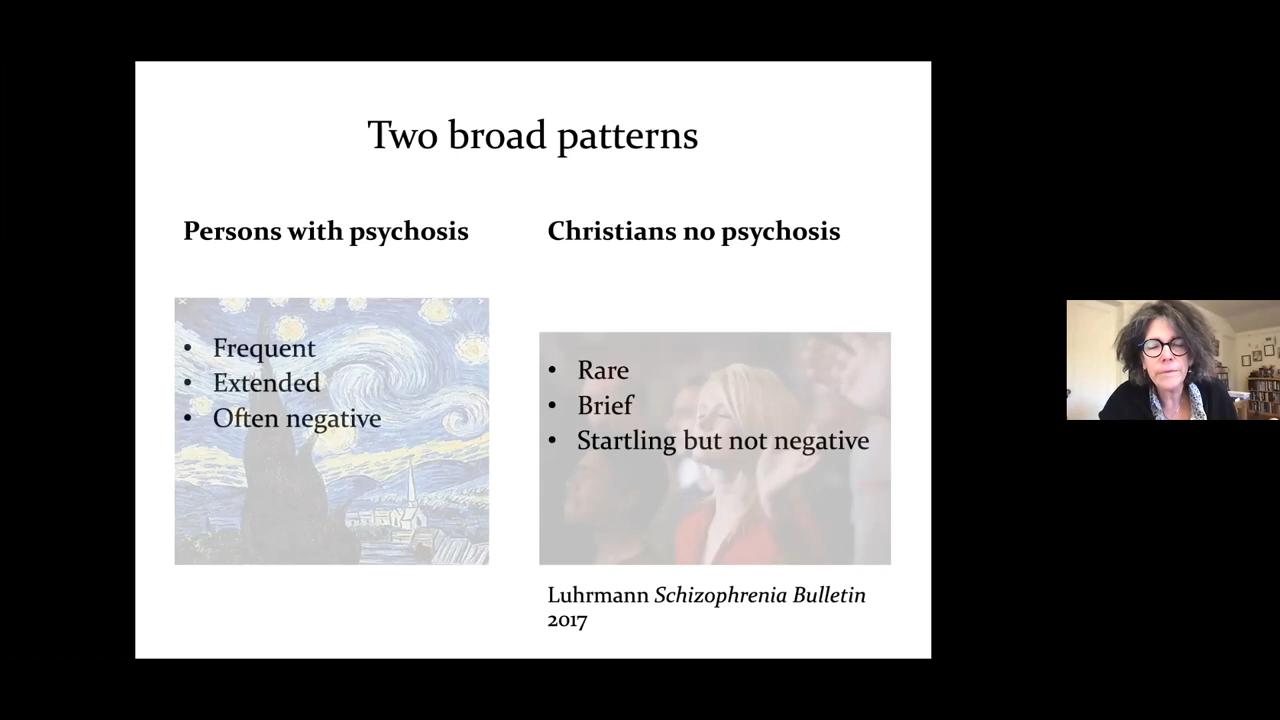 Two broad patterns
Persons with psychosis
• Frequent
• Extended
• Often negative
Christians no psychosis
• Rare
• Brief
• Startling but not negative
Luhrmann Schizophrenia Bulletin
2017